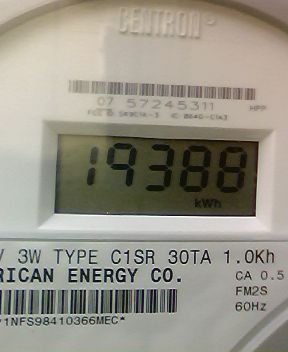 CENTRON
07 57245311 HPP
19388
kWh
V 3W TYPE C1SR 30TA 1.0Kh
RICAN ENERGY CO.
CA 0.5
FM2S
60Hz
*1NFS98410366MEC*